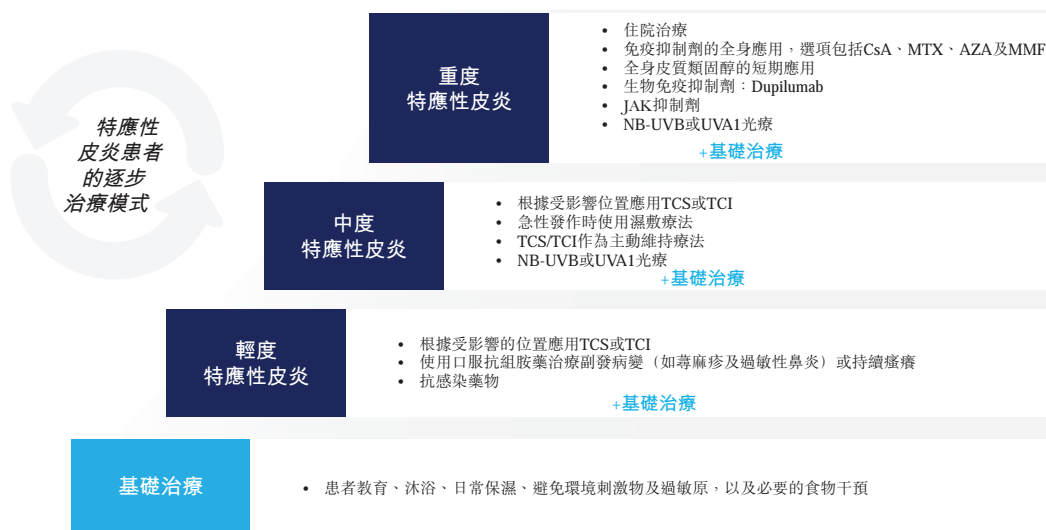 特應性
皮炎患者
的逐步
治療模式
重度
特應性皮炎
• 住院治療
• 免疫抑制劑的全身應用，選項包括CsA、MTX、AZA及MMF
• 全身皮質類固醇的短期應用
• 生物免疫抑制劑：Dupilumab
• JAK抑制劑
• NB-UVB或UVA1光療
+基礎治療
中度
特應性皮炎
• 根據受影響位置應用TCS或TCI
• 急性發作時使用濕敷療法
• TCS/TCI作為主動維持療法
• NB-UVB或UVA1光療
+基礎治療
輕度
特應性皮炎
• 根據受影響的位置應用TCS或TCI
• 使用口服抗組胺藥治療副發病變（如蕁麻疹及過敏性鼻炎）或持續瘙癢
• 抗感染藥物
+基礎治療
基礎治療
• 患者教育、沐浴、日常保濕、避免環境刺激物及過敏原，以及必要的食物干預